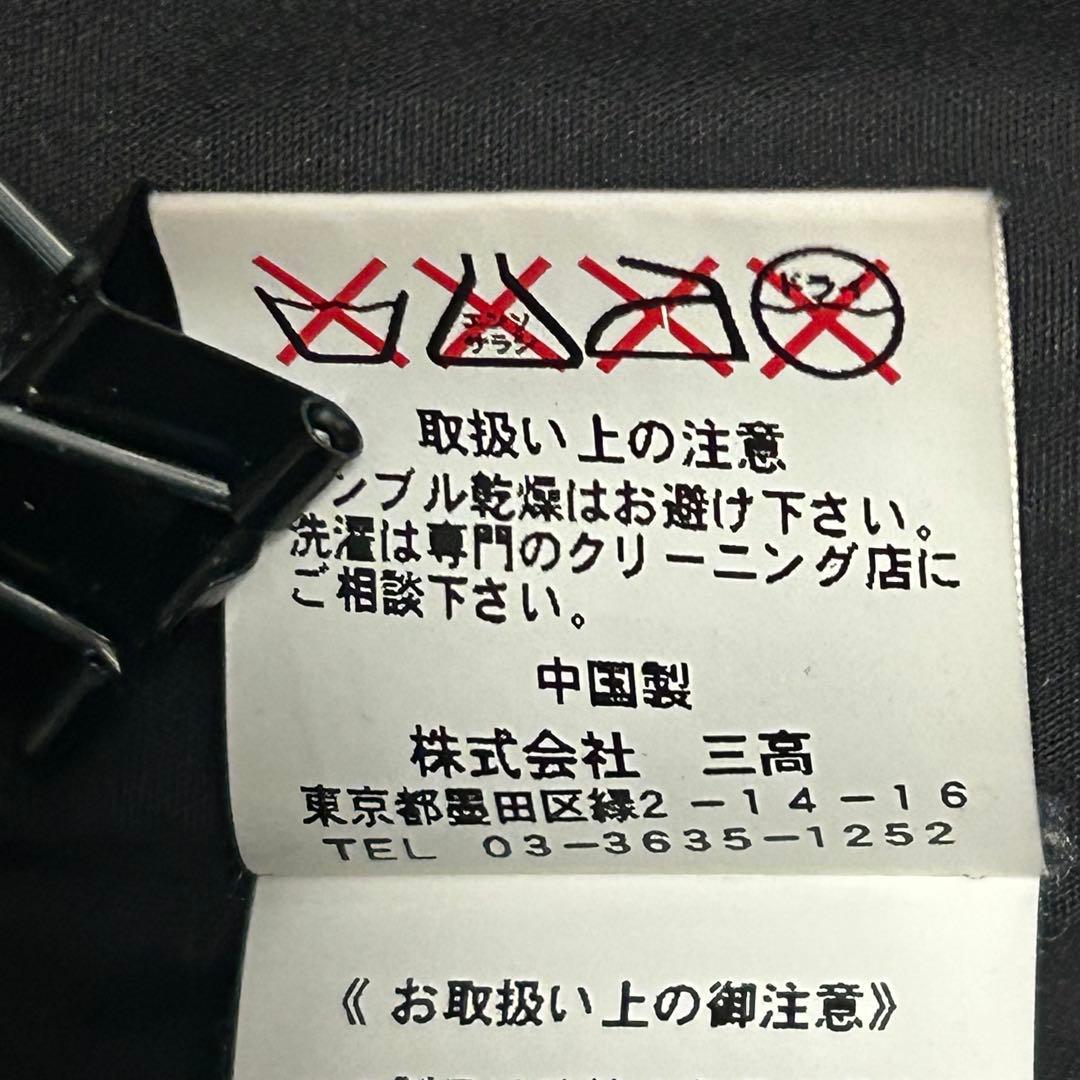 エンソ
サラシ
ドライ
取扱い上の注意
ンブル乾燥はお避け下さい。
洗濯は専門のクリーニング店に
ご相談下さい。
中国製
株式会社 三高
東京都墨田区緑2-14-16
TEL 03-3635-1252
《お取扱い上の御注意》